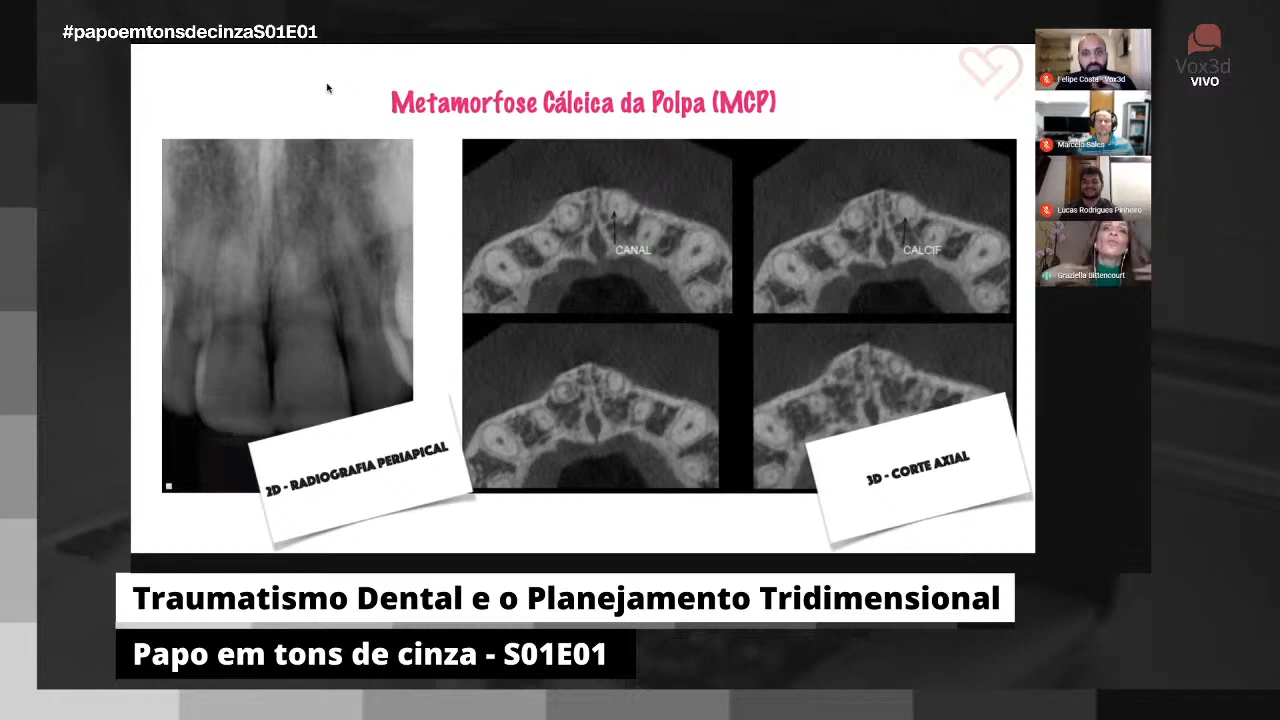 #papoemtonsdecinzaS01E01
Vox3d
VIVO
Metamorfose Cálcica da Polpa (MCP)
CANAL
CALCIF
2D - RADIOGRAFIA PERIAPICAL
3D - CORTE AXIAL
Felipe Costa - Vox3d
Marcelo Sales
Lucas Rodrigues Pinheiro
Graziella Bittencourt
Traumatismo Dental e o Planejamento Tridimensional
Papo em tons de cinza - S01E01